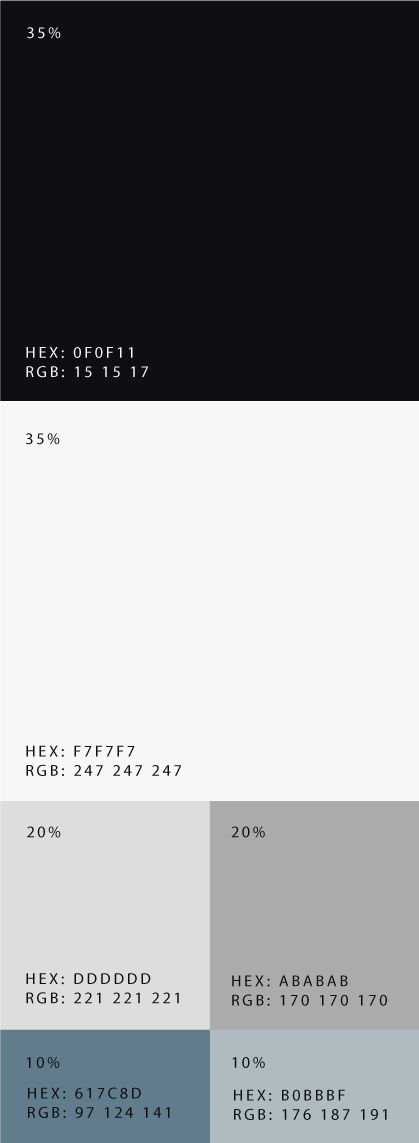 35%
HEX: 0F0F11
RGB: 15 15 17
35%
HEX: F7F7F7
RGB: 247 247 247
20%
HEX: DDDDDD
RGB: 221 221 221
20%
HEX: ABABAB
RGB: 170 170 170
10%
HEX: 617C8D
RGB: 97 124 141
10%
HEX: B0BBBF
RGB: 176 187 191